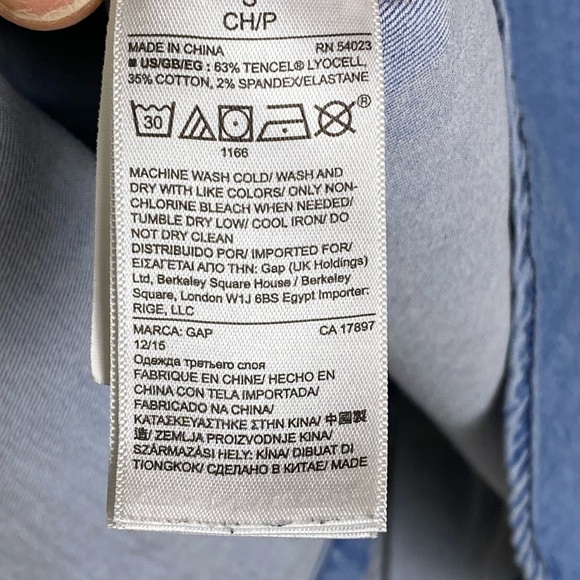 S
CH/P
MADE IN CHINA RN 54023
■ US/GB/EG : 63% TENCEL® LYOCELL,
35% COTTON, 2% SPANDEX/ELASTANE
30 ®
1166
MACHINE WASH COLD/ WASH AND
DRY WITH LIKE COLORS/ ONLY NON-
CHLORINE BLEACH WHEN NEEDED/
TUMBLE DRY LOW/ COOL IRON/ DO
NOT DRY CLEAN
DISTRIBUIDO POR/ IMPORTED FOR/
ΕΙΣΑΓΕΤΑΙ ΑΠΟ ΤΗΝ: Gap (UK Holdings)
Ltd, Berkeley Square House / Berkeley
Square, London W1J 6BS Egypt Importer:
RIGE, LLC
MARCA: GAP CA 17897
12/15
Одежда третьего слоя
FABRIQUE EN CHINE/ HECHO EN
CHINA CON TELA IMPORTADA/
FABRICADO NA CHINA/
ΚΑΤΑΣΚΕΥΑΣΤΗΚΕ ΣΤΗΝ ΚΙΝΑ/ 中國製
造/ ZEMLJA PROIZVODNJE KINA/
SZÁRMAZÁSI HELY: KÍNA/ DIBUAT DI
TIONGKOK/ СДЕЛАНО В КИТАЕ/ MADE